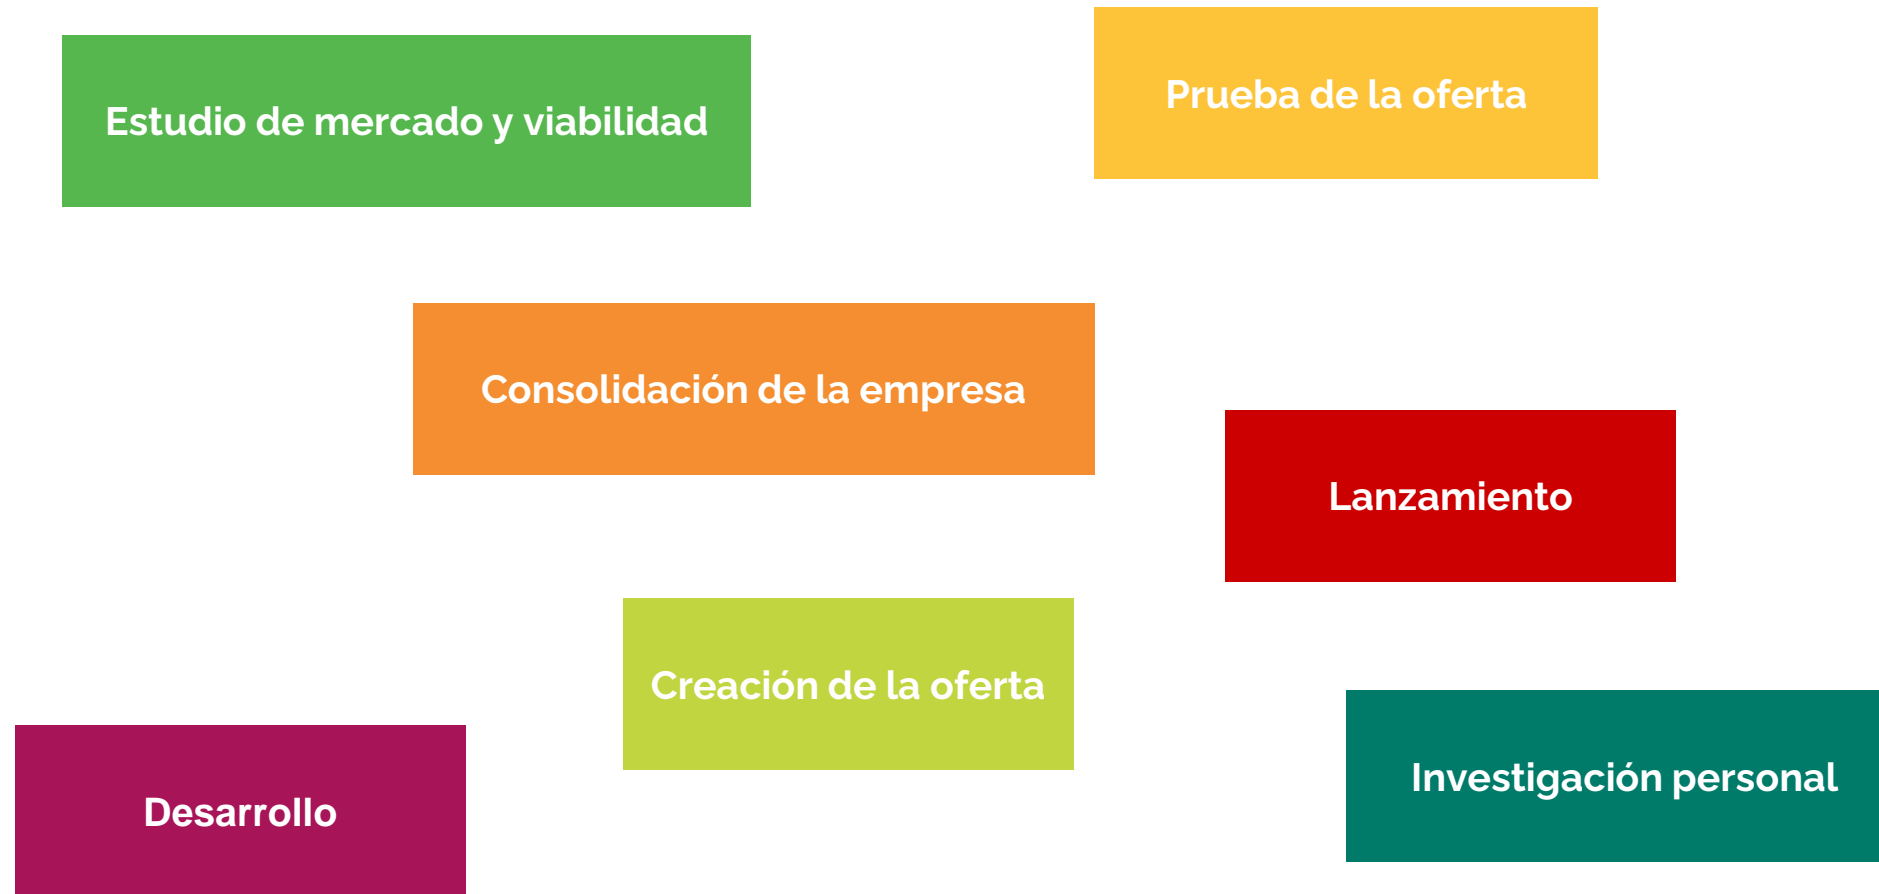 Estudio de mercado y viabilidad
Prueba de la oferta
Consolidación de la empresa
Lanzamiento
Creación de la oferta
Investigación personal
Desarrollo